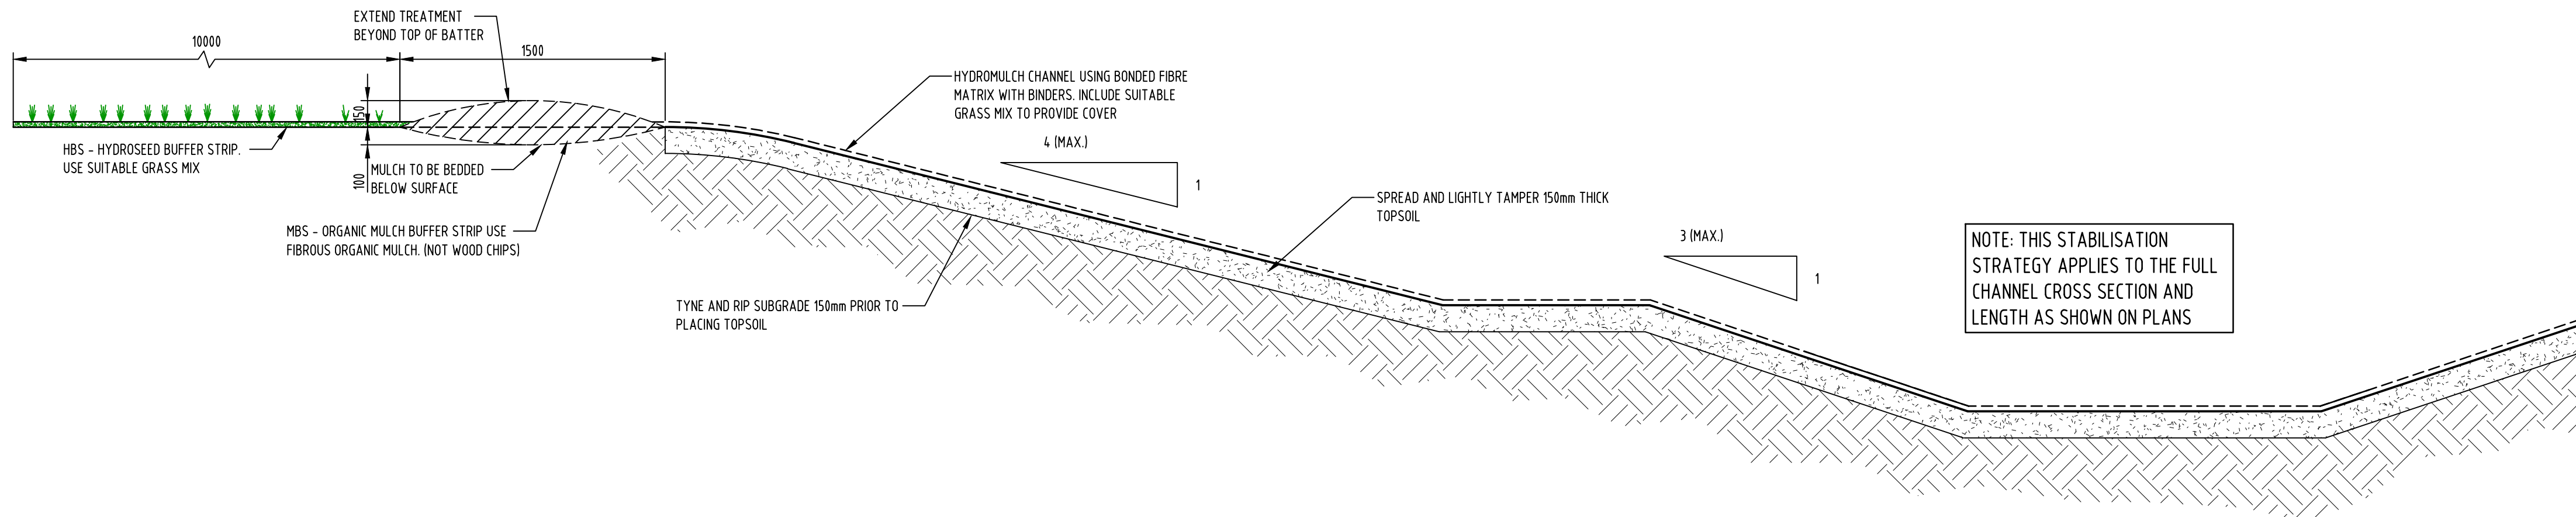 EXTEND TREATMENT
BEYOND TOP OF BATTER
10000
1500
150
100
HBS - HYDROSEED BUFFER STRIP.
USE SUITABLE GRASS MIX
MULCH TO BE BEDDED
BELOW SURFACE
MBS - ORGANIC MULCH BUFFER STRIP USE
FIBROUS ORGANIC MULCH. (NOT WOOD CHIPS)
HYDROMULCH CHANNEL USING BONDED FIBRE
MATRIX WITH BINDERS. INCLUDE SUITABLE
GRASS MIX TO PROVIDE COVER
4 (MAX.)
1
TYNE AND RIP SUBGRADE 150mm PRIOR TO
PLACING TOPSOIL
SPREAD AND LIGHTLY TAMPER 150mm THICK
TOPSOIL
3 (MAX.)
1
NOTE: THIS STABILISATION
STRATEGY APPLIES TO THE FULL
CHANNEL CROSS SECTION AND
LENGTH AS SHOWN ON PLANS